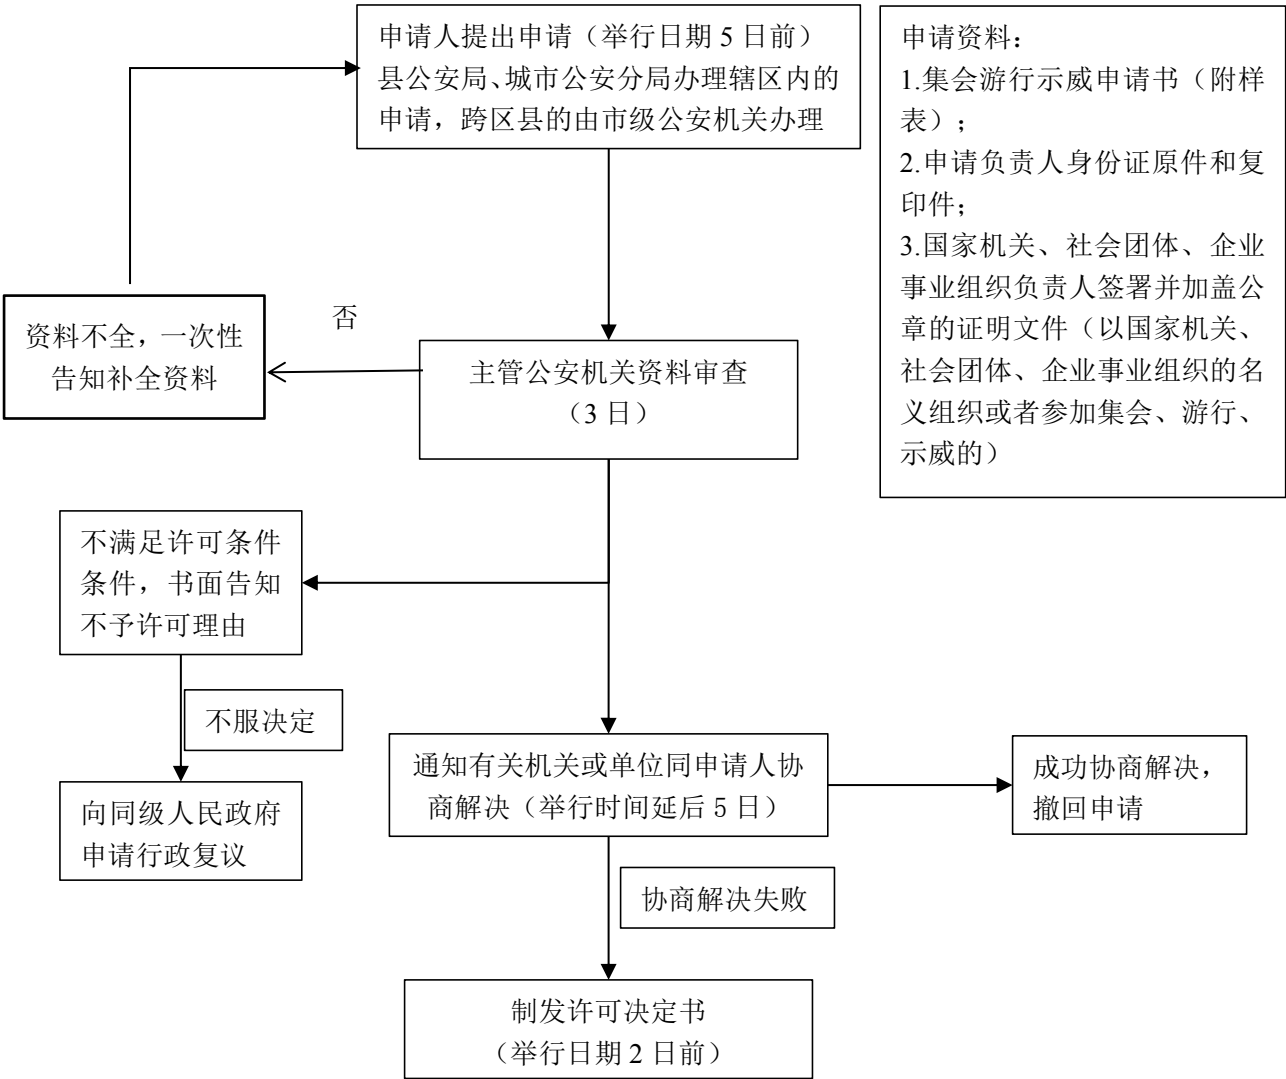 申请人提出申请（举行日期 5 日前）
县公安局、城市公安分局办理辖区内的
申请，跨区县的由市级公安机关办理
申请资料：
1.集会游行示威申请书（附样
表）；
2.申请负责人身份证原件和复
印件；
3.国家机关、社会团体、企业
事业组织负责人签署并加盖公
章的证明文件（以国家机关、
社会团体、企业事业组织的名
义组织或者参加集会、游行、
示威的）
否
资料不全，一次性
告知补全资料
主管公安机关资料审查
（3 日）
不满足许可条件
条件，书面告知
不予许可理由
不服决定
向同级人民政府
申请行政复议
通知有关机关或单位同申请人协
商解决（举行时间延后 5 日）
成功协商解决，
撤回申请
协商解决失败
制发许可决定书
（举行日期 2 日前）